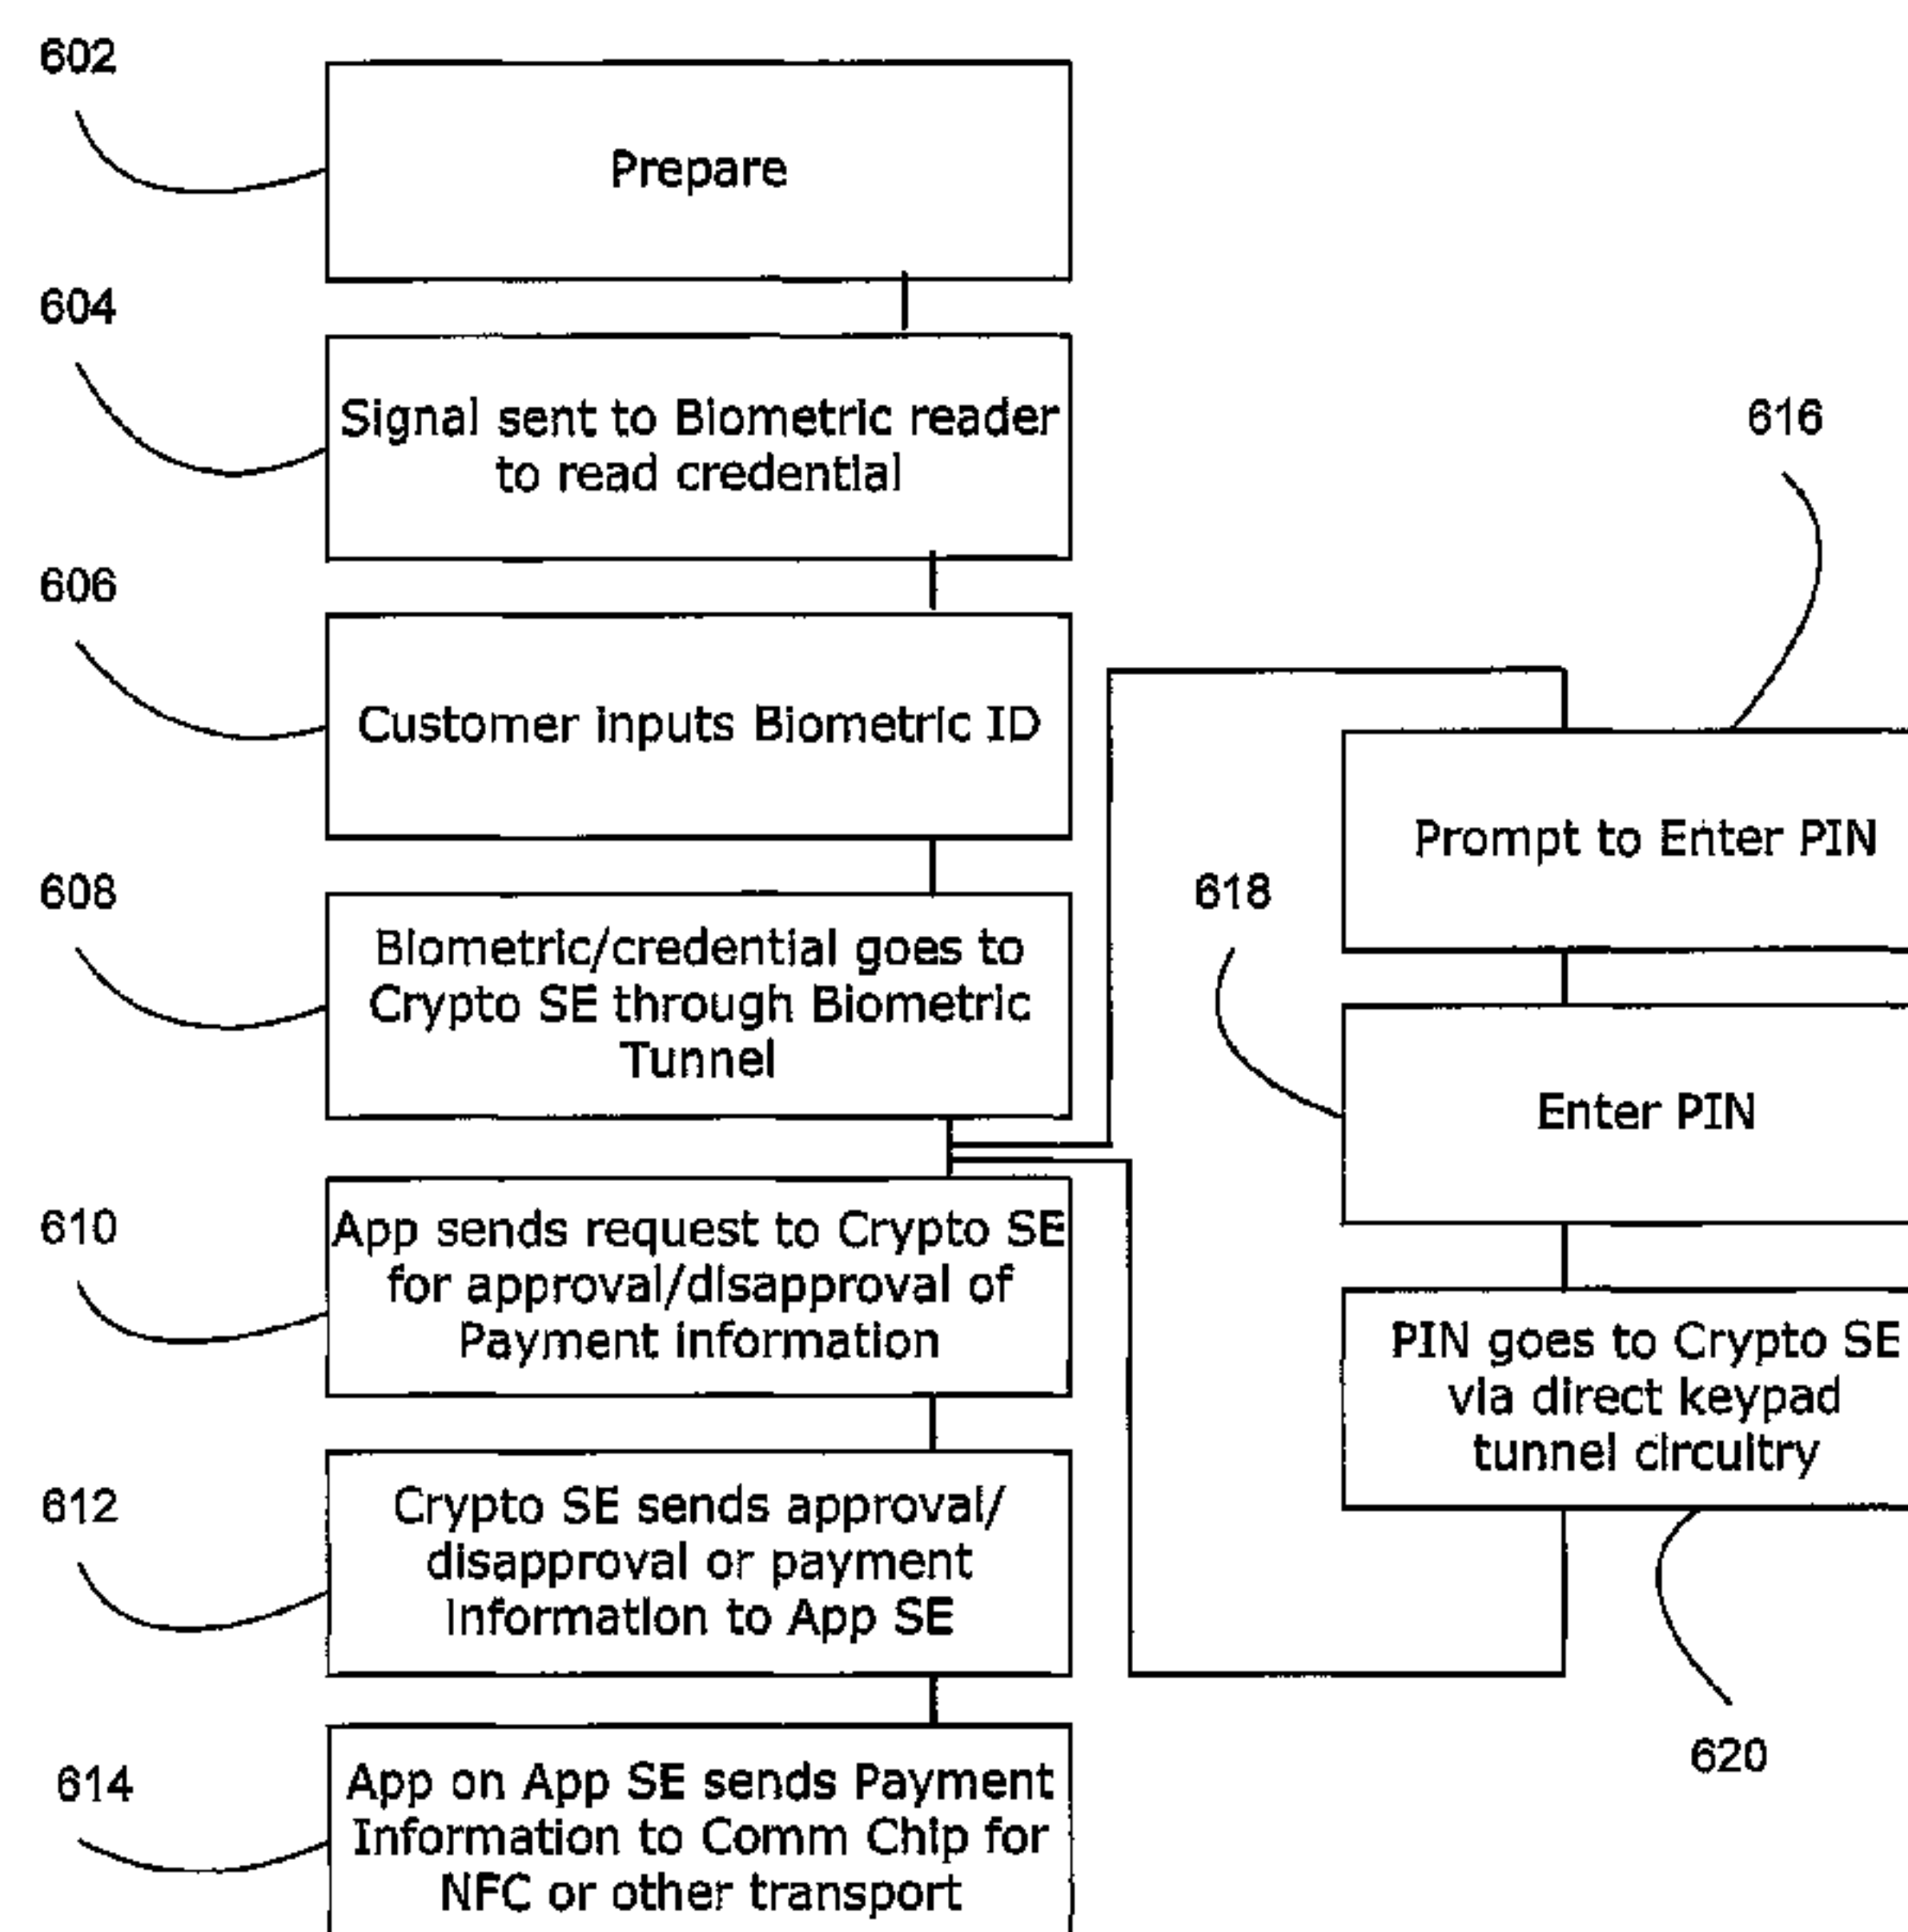 602
Prepare
604
Signal sent to Biometric reader
to read credential
606
Customer inputs Biometric ID
608
Biometric/credential goes to
Crypto SE through Biometric
Tunnel
610
App sends request to Crypto SE
for approval/disapproval of
Payment information
612
Crypto SE sends approval/
disapproval or payment
Information to App SE
614
App on App SE sends Payment
Information to Comm Chip for
NFC or other transport
616
Prompt to Enter PIN
618
Enter PIN
PIN goes to Crypto SE
via direct keypad
tunnel circuitry
620